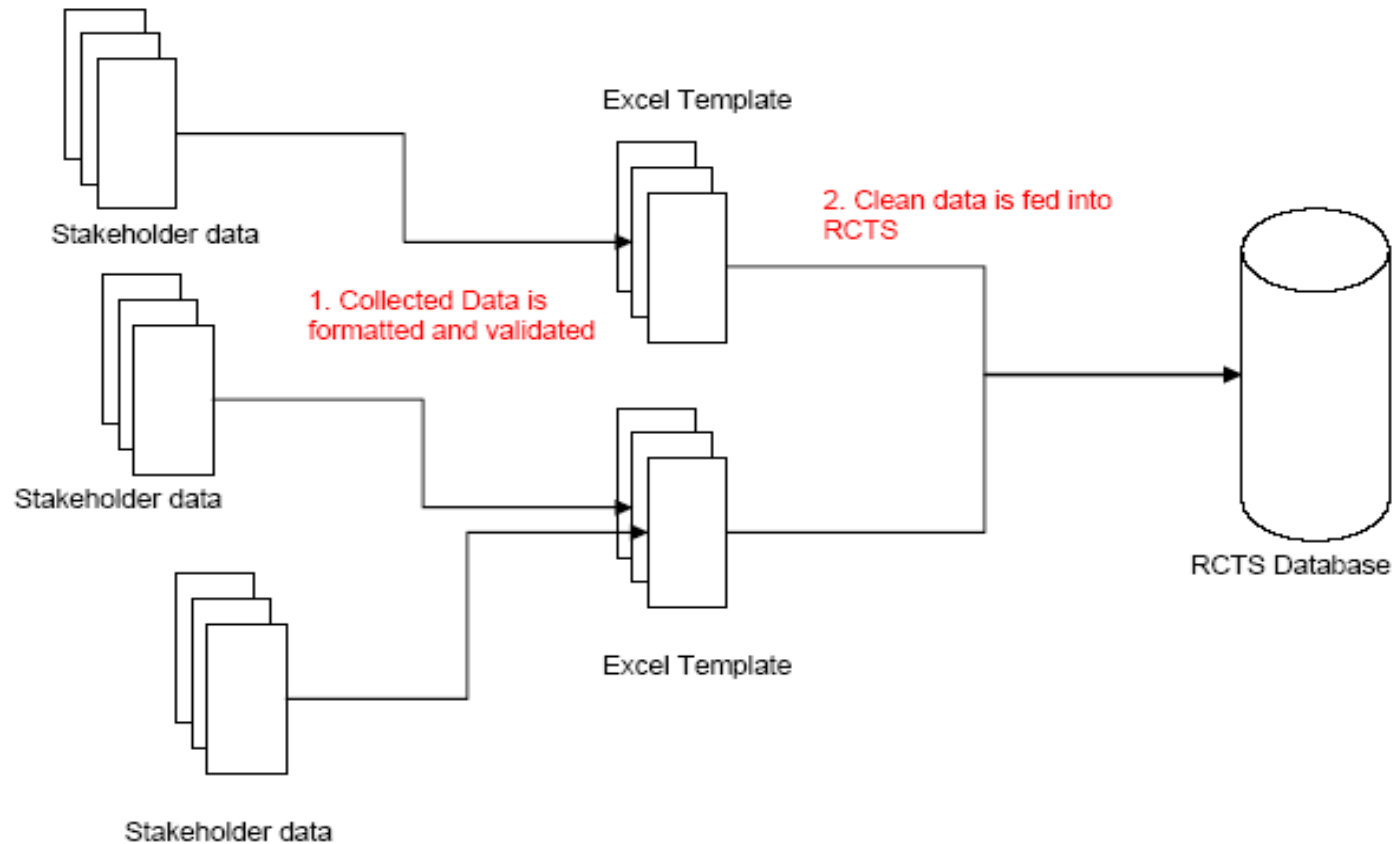 Excel Template
Stakeholder data
2. Clean data is fed into
RCTS
1. Collected Data is
formatted and validated
Stakeholder data
RCTS Database
Excel Template
Stakeholder data